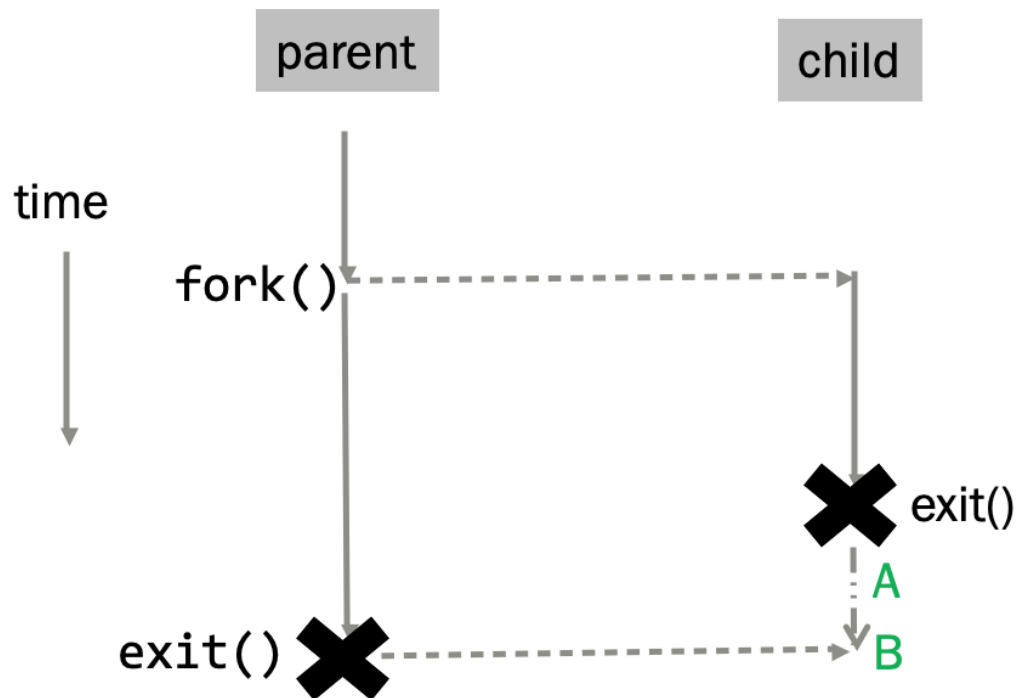 parent
child
time
fork()
exit()
A
exit()
B